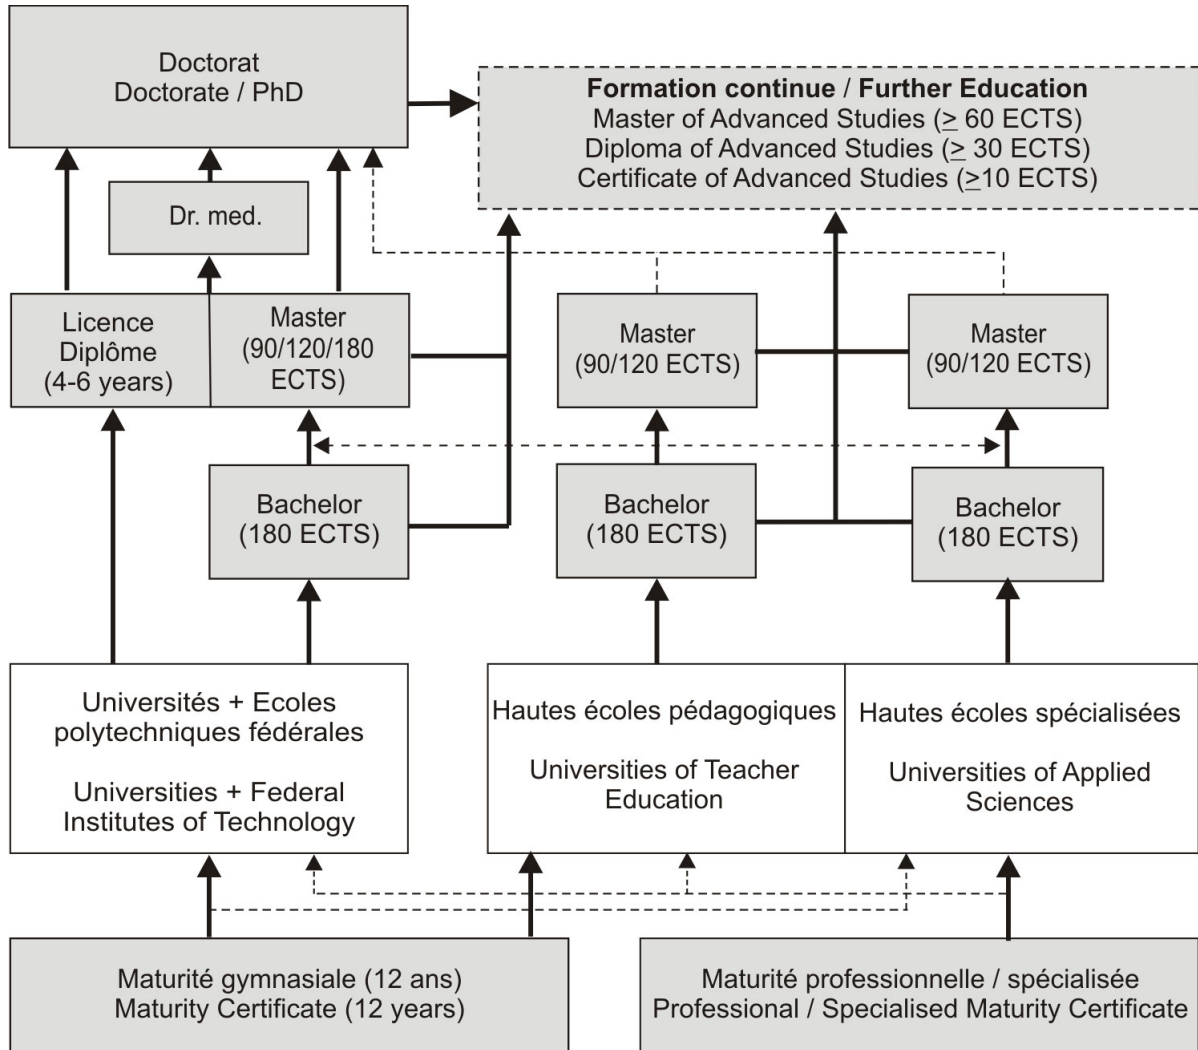 Doctorat
Doctorate / PhD
Formation continue / Further Education
Master of Advanced Studies (≥ 60 ECTS)
Diploma of Advanced Studies (≥ 30 ECTS)
Certificate of Advanced Studies (≥10 ECTS)
Dr. med.
Licence
Diplôme
(4-6 years)
Master
(90/120/180
ECTS)
Master
(90/120 ECTS)
Master
(90/120 ECTS)
Bachelor
(180 ECTS)
Bachelor
(180 ECTS)
Bachelor
(180 ECTS)
Universités + Ecoles
polytechniques fédérales
Universities + Federal
Institutes of Technology
Hautes écoles pédagogiques
Universities of Teacher
Education
Hautes écoles spécialisées
Universities of Applied
Sciences
Maturité gymnasiale (12 ans)
Maturity Certificate (12 years)
Maturité professionnelle / spécialisée
Professional / Specialised Maturity Certificate